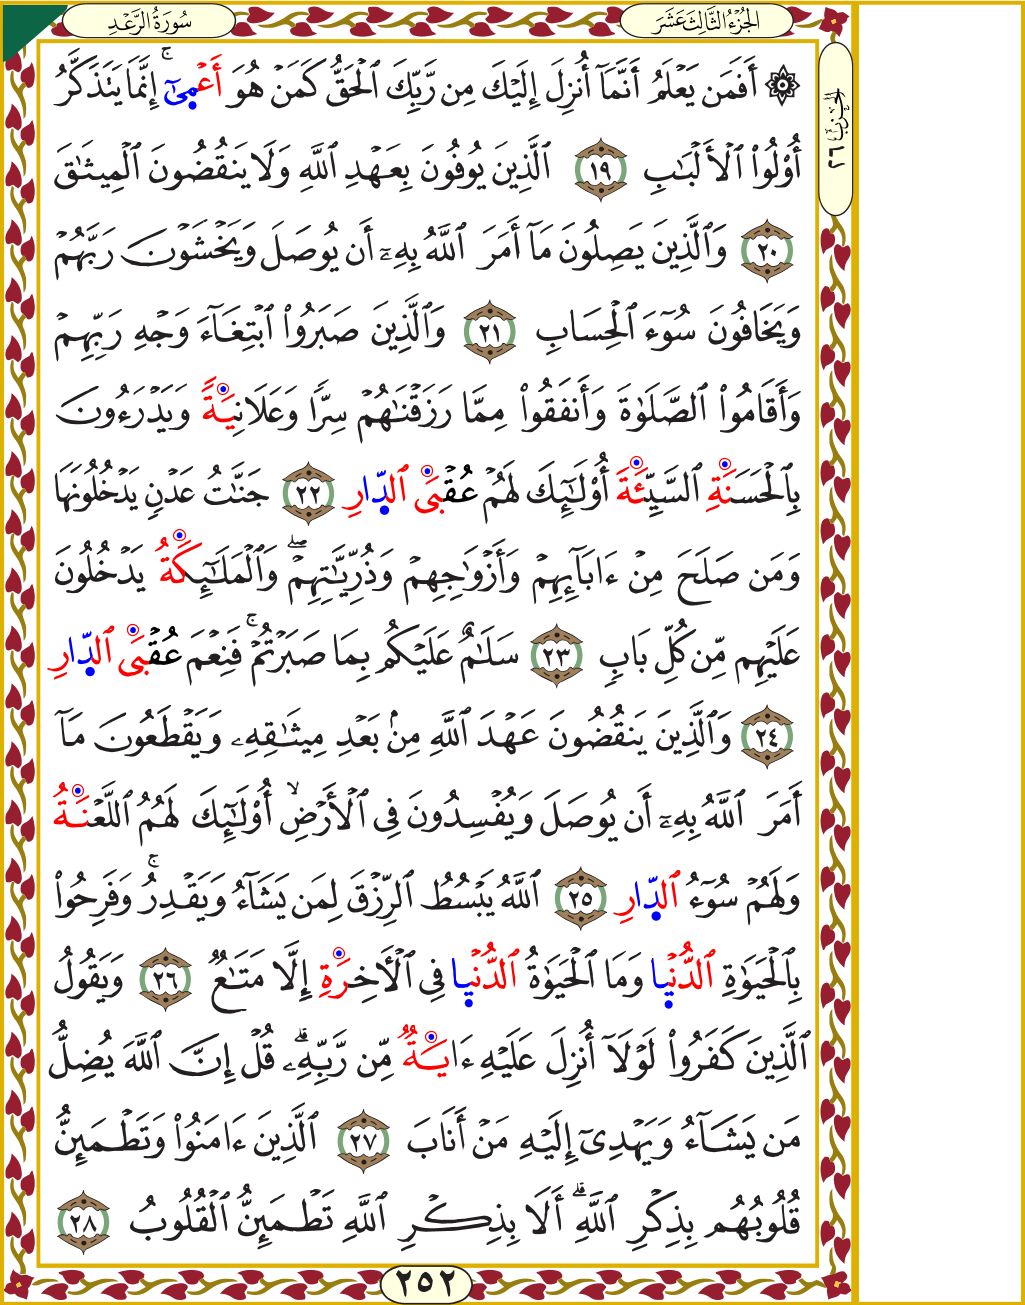 سُورَةُ الرَّعْدِ
الجُزْءُ الثَّالِثَ عَشَرَ
الحِزْبُ ٢٦
۞ أَفَمَن يَعْلَمُ أَنَّمَآ أُنزِلَ إِلَيْكَ مِن رَّبِّكَ ٱلْحَقُّ كَمَنْ هُوَ أَعْمَىٰٓ ۚ إِنَّمَا يَتَذَكَّرُ
أُو۟لُوا۟ ٱلْأَلْبَٰبِ ١٩ ٱلَّذِينَ يُوفُونَ بِعَهْدِ ٱللَّهِ وَلَا يَنقُضُونَ ٱلْمِيثَٰقَ
٢٠ وَٱلَّذِينَ يَصِلُونَ مَآ أَمَرَ ٱللَّهُ بِهِۦٓ أَن يُوصَلَ وَيَخْشَوْنَ رَبَّهُمْ
وَيَخَافُونَ سُوٓءَ ٱلْحِسَابِ ٢١ وَٱلَّذِينَ صَبَرُوا۟ ٱبْتِغَآءَ وَجْهِ رَبِّهِمْ
وَأَقَامُوا۟ ٱلصَّلَوٰةَ وَأَنفَقُوا۟ مِمَّا رَزَقْنَٰهُمْ سِرًّا وَعَلَانِيَةً وَيَدْرَءُونَ
بِٱلْحَسَنَةِ ٱلسَّيِّئَةَ أُو۟لَٰٓئِكَ لَهُمْ عُقْبَى ٱلدَّارِ ٢٢ جَنَّٰتُ عَدْنٍ يَدْخُلُونَهَا
وَمَن صَلَحَ مِنْ ءَابَآئِهِمْ وَأَزْوَٰجِهِمْ وَذُرِّيَّٰتِهِمْ ۖ وَٱلْمَلَٰٓئِكَةُ يَدْخُلُونَ
عَلَيْهِم مِّن كُلِّ بَابٍ ٢٣ سَلَٰمٌ عَلَيْكُم بِمَا صَبَرْتُمْ ۚ فَنِعْمَ عُقْبَى ٱلدَّارِ
٢٤ وَٱلَّذِينَ يَنقُضُونَ عَهْدَ ٱللَّهِ مِنۢ بَعْدِ مِيثَٰقِهِۦ وَيَقْطَعُونَ مَآ
أَمَرَ ٱللَّهُ بِهِۦٓ أَن يُوصَلَ وَيُفْسِدُونَ فِى ٱلْأَرْضِ ۙ أُو۟لَٰٓئِكَ لَهُمُ ٱللَّعْنَةُ
وَلَهُمْ سُوٓءُ ٱلدَّارِ ٢٥ ٱللَّهُ يَبْسُطُ ٱلرِّزْقَ لِمَن يَشَآءُ وَيَقْدِرُ ۚ وَفَرِحُوا۟
بِٱلْحَيَوٰةِ ٱلدُّنْيَا وَمَا ٱلْحَيَوٰةُ ٱلدُّنْيَا فِى ٱلْأَخِرَةِ إِلَّا مَتَٰعٌ ٢٦ وَيَقُولُ
ٱلَّذِينَ كَفَرُوا۟ لَوْلَآ أُنزِلَ عَلَيْهِ ءَايَةٌ مِّن رَّبِّهِۦ ۗ قُلْ إِنَّ ٱللَّهَ يُضِلُّ
مَن يَشَآءُ وَيَهْدِىٓ إِلَيْهِ مَنْ أَنَابَ ٢٧ ٱلَّذِينَ ءَامَنُوا۟ وَتَطْمَئِنُّ
قُلُوبُهُم بِذِكْرِ ٱللَّهِ ۗ أَلَا بِذِكْرِ ٱللَّهِ تَطْمَئِنُّ ٱلْقُلُوبُ ٢٨
٢٥٢